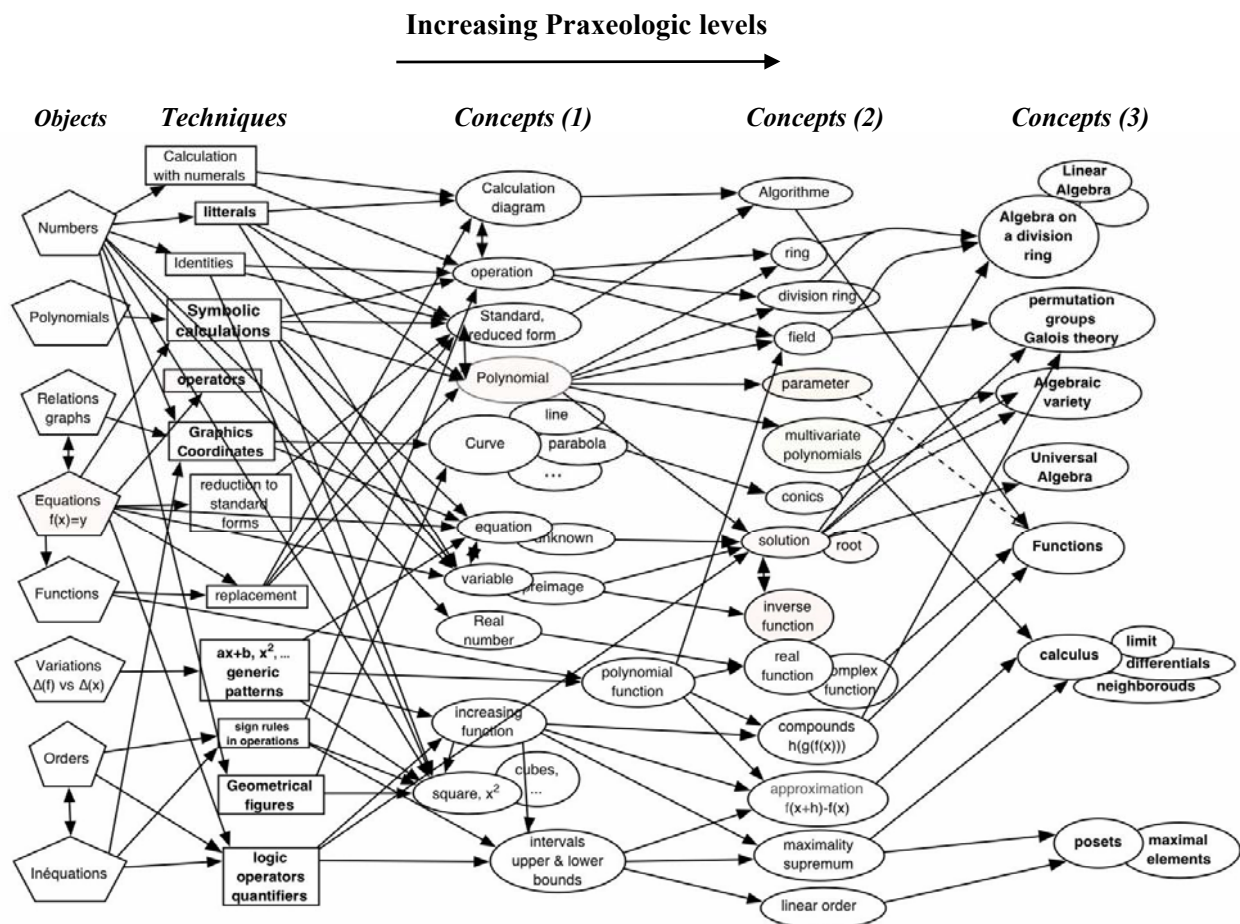 Increasing Praxeologic levels
Objects
Techniques
Concepts (1)
Concepts (2)
Concepts (3)
Numbers
Polynomials
Relations
graphs
Equations
f(x)=y
Functions
Variations
Δ(f) vs Δ(x)
Orders
Inéquations
Calculation
with numerals
litterals
Identities
Symbolic
calculations
operators
Graphics
Coordinates
reduction to
standard
forms
replacement
ax+b, x², ...
generic
patterns
sign rules
in operations
Geometrical
figures
logic
operators
quantifiers
Calculation
diagram
operation
Standard,
reduced form
Polynomial
line
Curve
parabola
...
equation
unknown
variable
preimage
Real
number
polynomial
function
increasing
function
cubes,
...
square, x²
intervals
upper & lower
bounds
Algorithme
ring
division ring
field
parameter
multivariate
polynomials
conics
solution
root
inverse
function
real
function
complex
function
compounds
h(g(f(x)))
approximation
f(x+h)-f(x)
maximality
supremum
linear order
Linear
Algebra
Algebra on
a division
ring
permutation
groups
Galois theory
Algebraic
variety
Universal
Algebra
Functions
limit
calculus
differentials
neighborouds
posets
maximal
elements